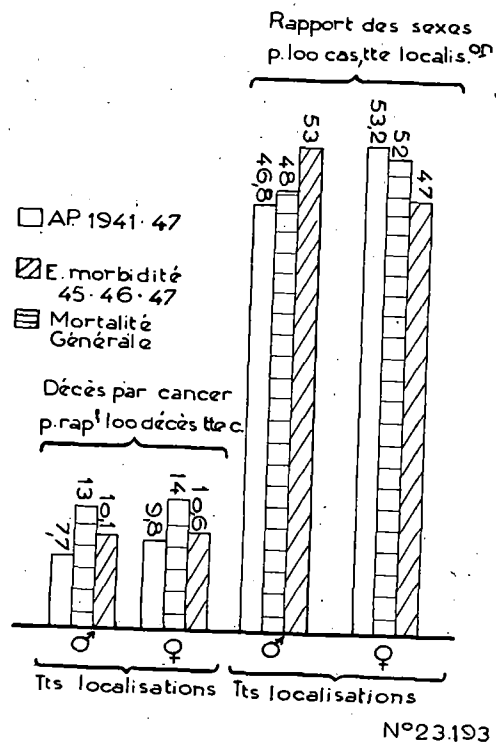 Rapport des sexes
p.100 cas,tte localis.on
53,2
53
52
48
47
46,8
AP 1941·47
E.morbidité
45·46·47
Mortalité
Générale
Décès par cancer
p.rapt 100 décès tte c.
14
13
10,6
10,1
9,8
7,7
♂ ♀ ♂ ♀
Tts localisations Tts localisations
N°23.193